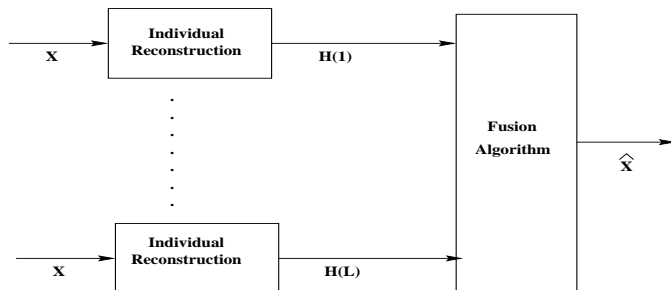 Individual
Reconstruction
X
H(1)
Fusion
Algorithm
X̂
Individual
Reconstruction
X
H(L)